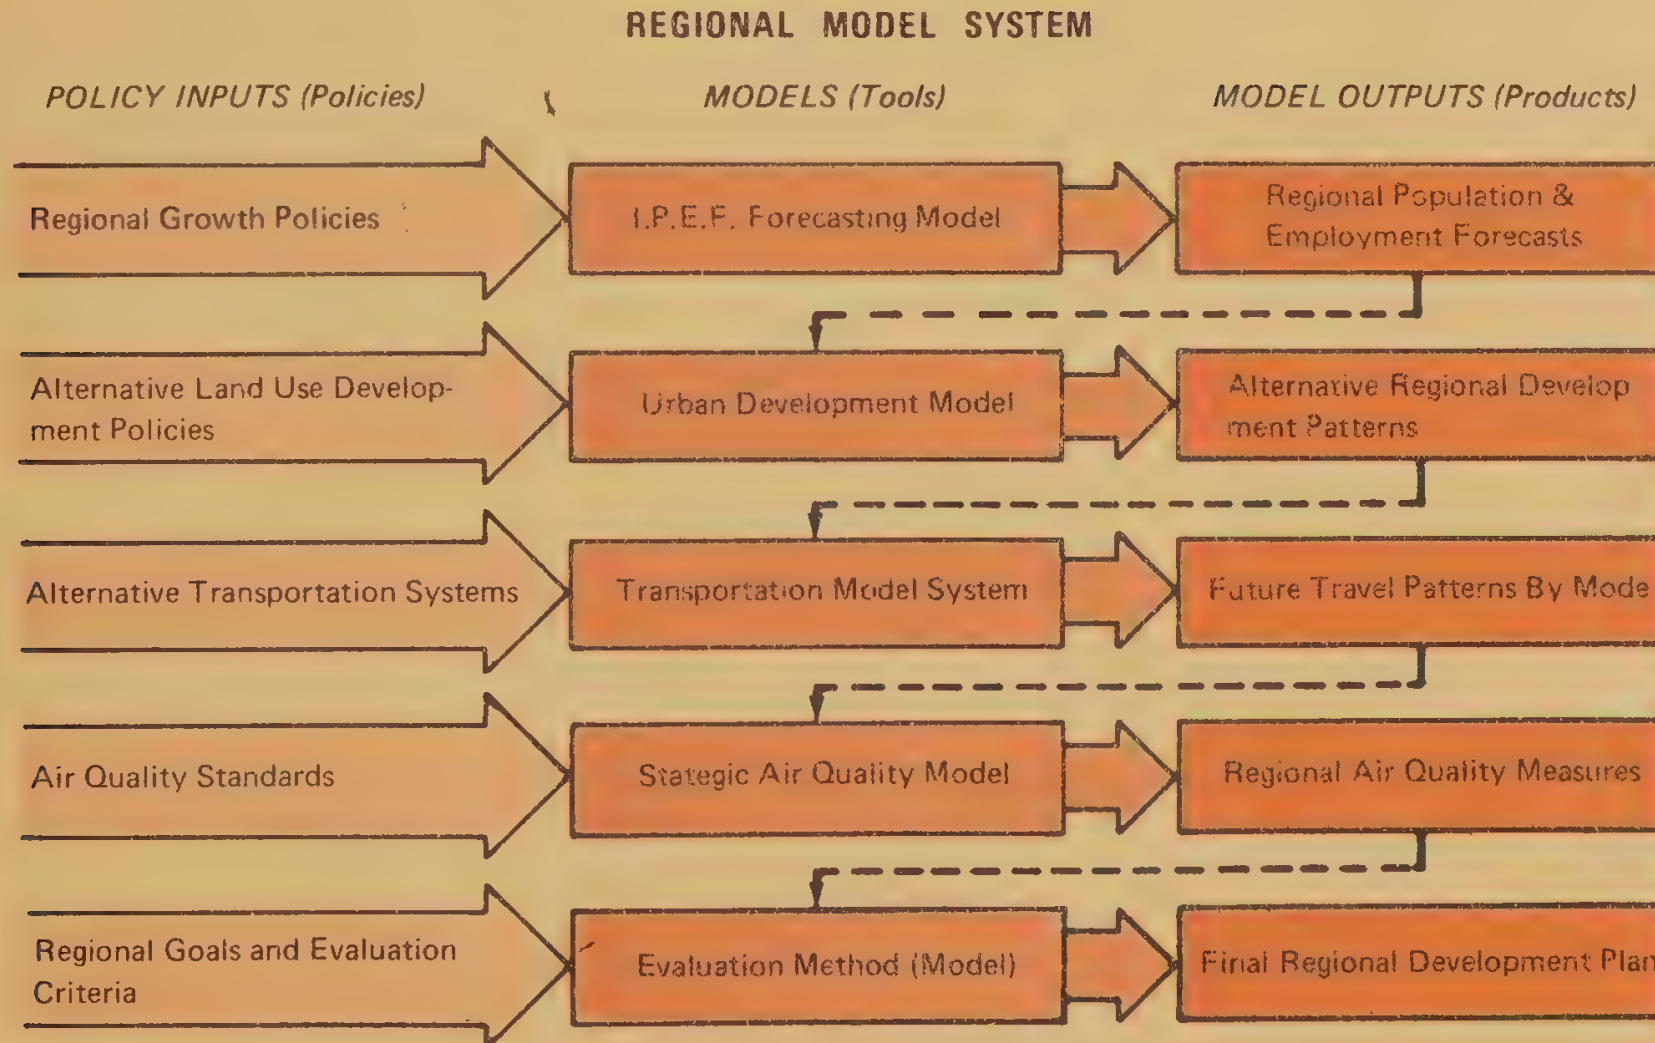 REGIONAL MODEL SYSTEM
POLICY INPUTS (Policies)
MODELS (Tools)
MODEL OUTPUTS (Products)
Regional Growth Policies
I.P.E.F. Forecasting Model
Regional Population &
Employment Forecasts
Alternative Land Use Develop-
ment Policies
Urban Development Model
Alternative Regional Develop
ment Patterns
Alternative Transportation Systems
Transportation Model System
Future Travel Patterns By Mode
Air Quality Standards
Stategic Air Quality Model
Regional Air Quality Measures
Regional Goals and Evaluation
Criteria
Evaluation Method (Model)
Final Regional Development Plan